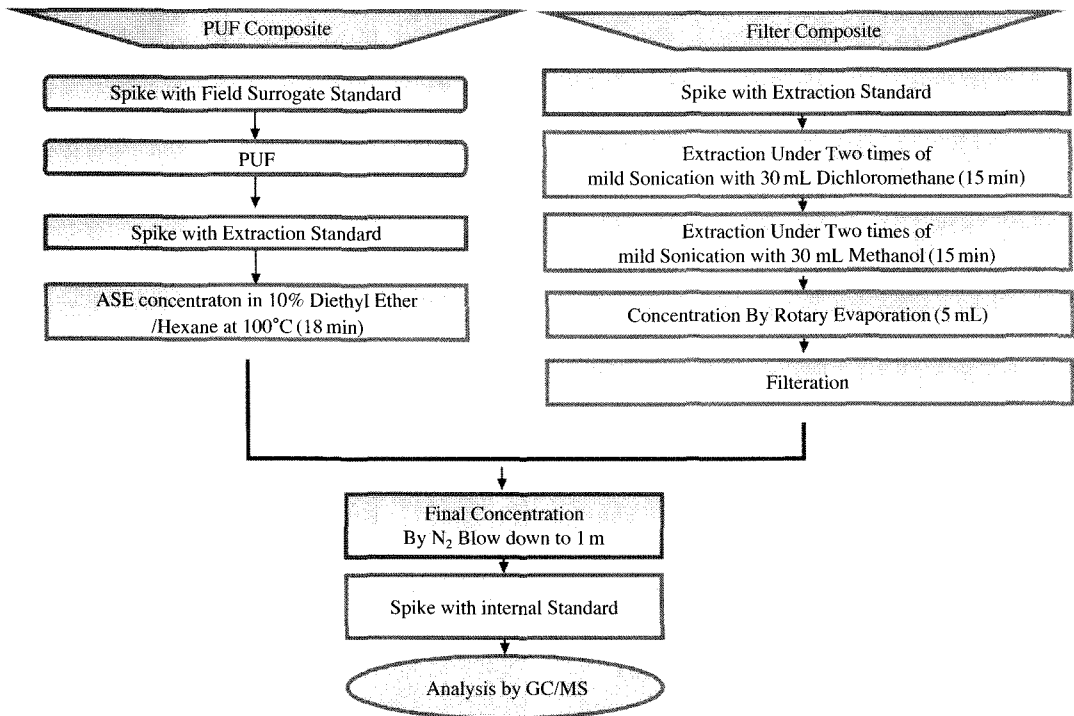 PUF Composite
Spike with Field Surrogate Standard
PUF
Spike with Extraction Standard
ASE concentraton in 10% Diethyl Ether
/Hexane at 100°C (18 min)
Filter Composite
Spike with Extraction Standard
Extraction Under Two times of
mild Sonication with 30 mL Dichloromethane (15 min)
Extraction Under Two times of
mild Sonication with 30 mL Methanol (15 min)
Concentration By Rotary Evaporation (5 mL)
Filteration
Final Concentration
By N₂ Blow down to 1 m
Spike with internal Standard
Analysis by GC/MS